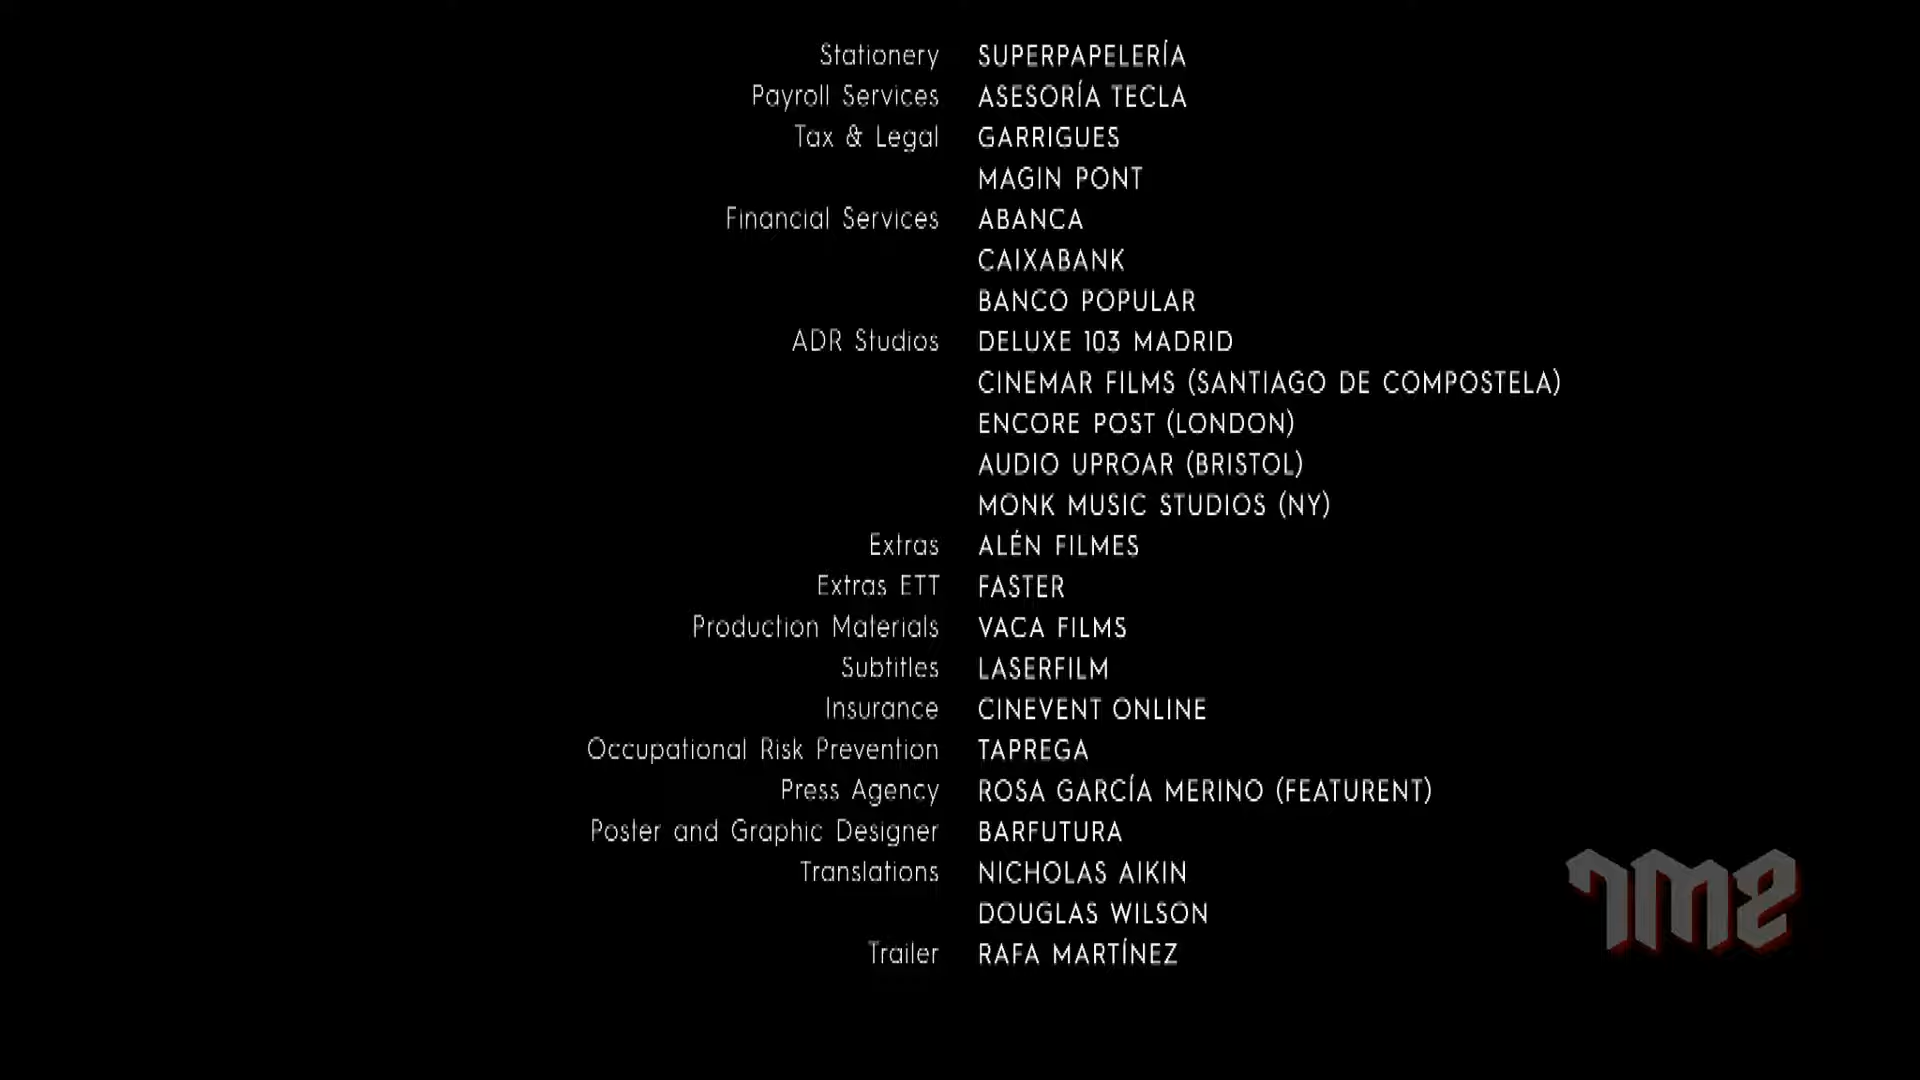 Stationery SUPERPAPELERÍA
Payroll Services ASESORÍA TECLA
Tax & Legal GARRIGUES
MAGIN PONT
Financial Services ABANCA
CAIXABANK
BANCO POPULAR
ADR Studios DELUXE 103 MADRID
CINEMAR FILMS (SANTIAGO DE COMPOSTELA)
ENCORE POST (LONDON)
AUDIO UPROAR (BRISTOL)
MONK MUSIC STUDIOS (NY)
Extras ALÉN FILMES
Extras ETT FASTER
Production Materials VACA FILMS
Subtitles LASERFILM
Insurance CINEVENT ONLINE
Occupational Risk Prevention TAPREGA
Press Agency ROSA GARCÍA MERINO (FEATURENT)
Poster and Graphic Designer BARFUTURA
Translations NICHOLAS AIKIN
DOUGLAS WILSON
Trailer RAFA MARTÍNEZ